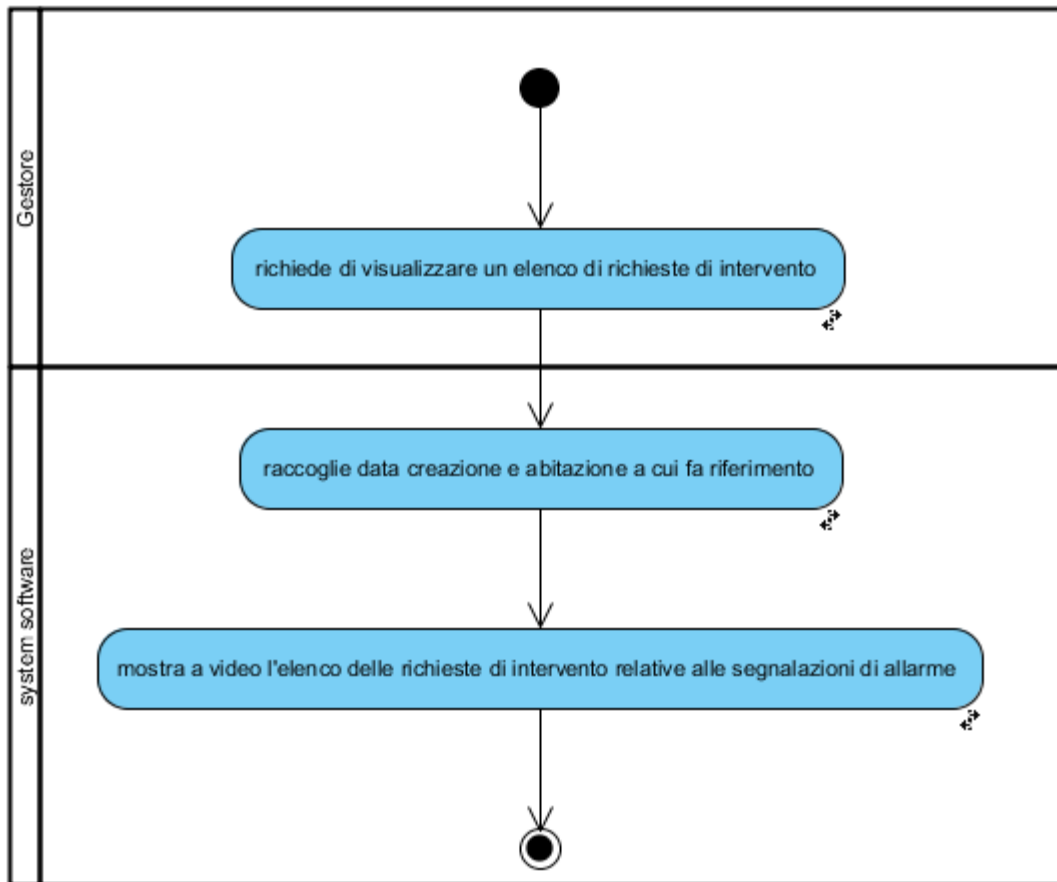 Gestore
richiede di visualizzare un elenco di richieste di intervento
system software
raccoglie data creazione e abitazione a cui fa riferimento
mostra a video l'elenco delle richieste di intervento relative alle segnalazioni di allarme